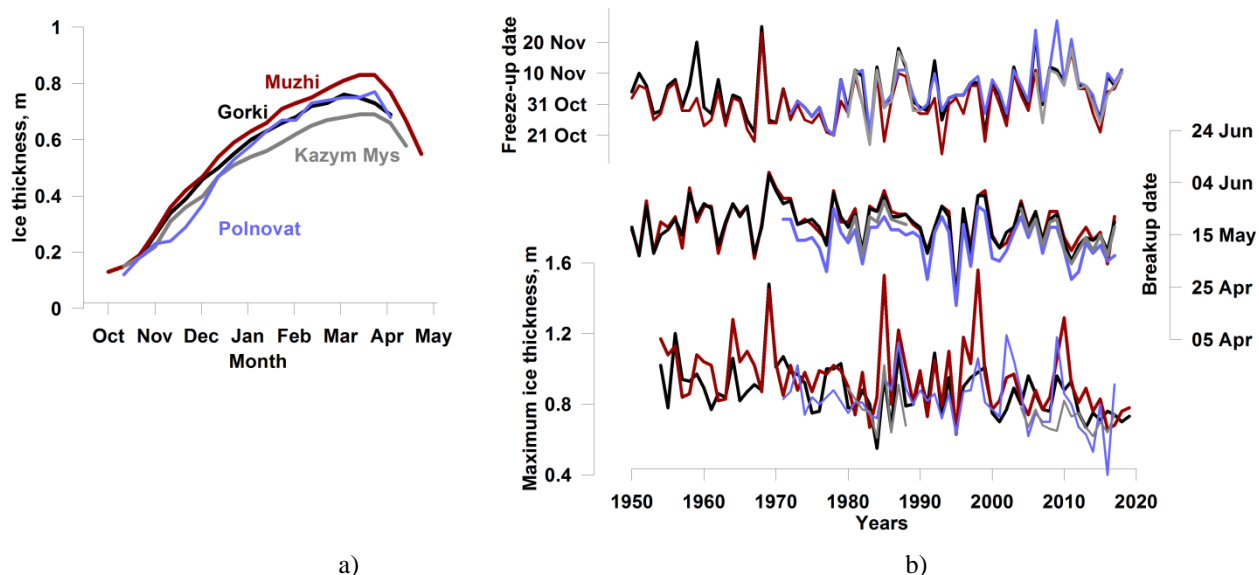 1
0.8
0.6
0.4
0.2
0
Ice thickness, m
Muzhi
Gorki
Kazym Mys
Polnovat
Oct Nov Dec Jan Feb Mar Apr May
Month
a)
Freeze-up date
20 Nov
10 Nov
31 Oct
21 Oct
24 Jun
04 Jun
15 May
25 Apr
05 Apr
Breakup date
Maximum ice thickness, m
1.6
1.2
0.8
0.4
1950 1960 1970 1980 1990 2000 2010 2020
Years
b)